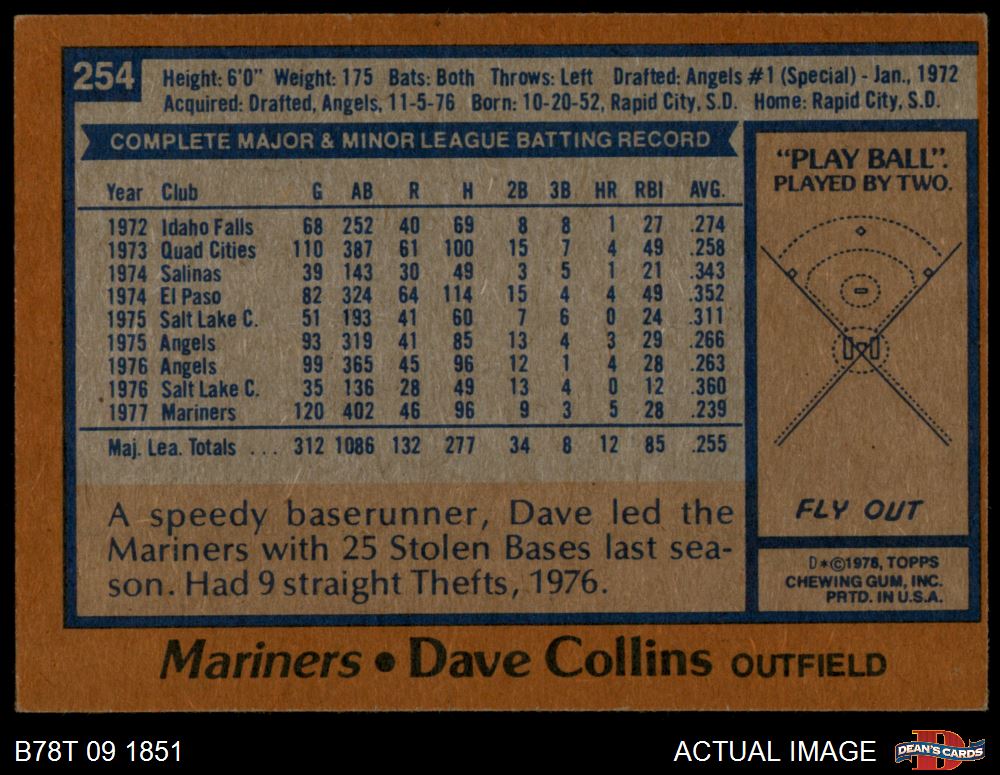 254
Height: 6'0" Weight: 175 Bats: Both Throws: Left Drafted: Angels #1 (Special) - Jan., 1972
Acquired: Drafted, Angels, 11-5-76 Born: 10-20-52, Rapid City, S.D. Home: Rapid City, S.D.
COMPLETE MAJOR & MINOR LEAGUE BATTING RECORD
Year Club G AB R H 2B 3B HR RBI AVG.
1972 Idaho Falls 68 252 40 69 8 8 1 27 .274
1973 Quad Cities 110 387 61 100 15 7 4 49 .258
1974 Salinas 39 143 30 49 3 5 1 21 .343
1974 El Paso 82 324 64 114 15 4 4 49 .352
1975 Salt Lake C. 51 193 41 60 7 6 0 24 .311
1975 Angels 93 319 41 85 13 4 3 29 .266
1976 Angels 99 365 45 96 12 1 4 28 .263
1976 Salt Lake C. 35 136 28 49 13 4 0 12 .360
1977 Mariners 120 402 46 96 9 3 5 28 .239
Maj. Lea. Totals ... 312 1086 132 277 34 8 12 85 .255
A speedy baserunner, Dave led the
Mariners with 25 Stolen Bases last sea-
son. Had 9 straight Thefts, 1976.
"PLAY BALL".
PLAYED BY TWO.
FLY OUT
D*©1978, TOPPS
CHEWING GUM, INC.
PRTD. IN U.S.A.
Mariners • Dave Collins OUTFIELD
B78T 09 1851
ACTUAL IMAGE
D
DEAN'S CARDS